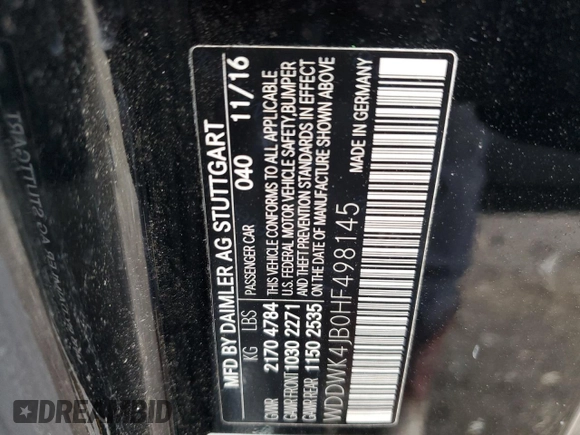 MFD BY DAIMLER AG STUTTGART
PASSENGER CAR 040 11/16
KG LBS
GVWR 2170 4784
GAWR FRONT 1030 2271
GAWR REAR 1150 2535
THIS VEHICLE CONFORMS TO ALL APPLICABLE
U.S. FEDERAL MOTOR VEHICLE SAFETY, BUMPER
AND THEFT PREVENTION STANDARDS IN EFFECT
ON THE DATE OF MANUFACTURE SHOWN ABOVE
WDDWK4JB0HF498145
MADE IN GERMANY
DREAMBID